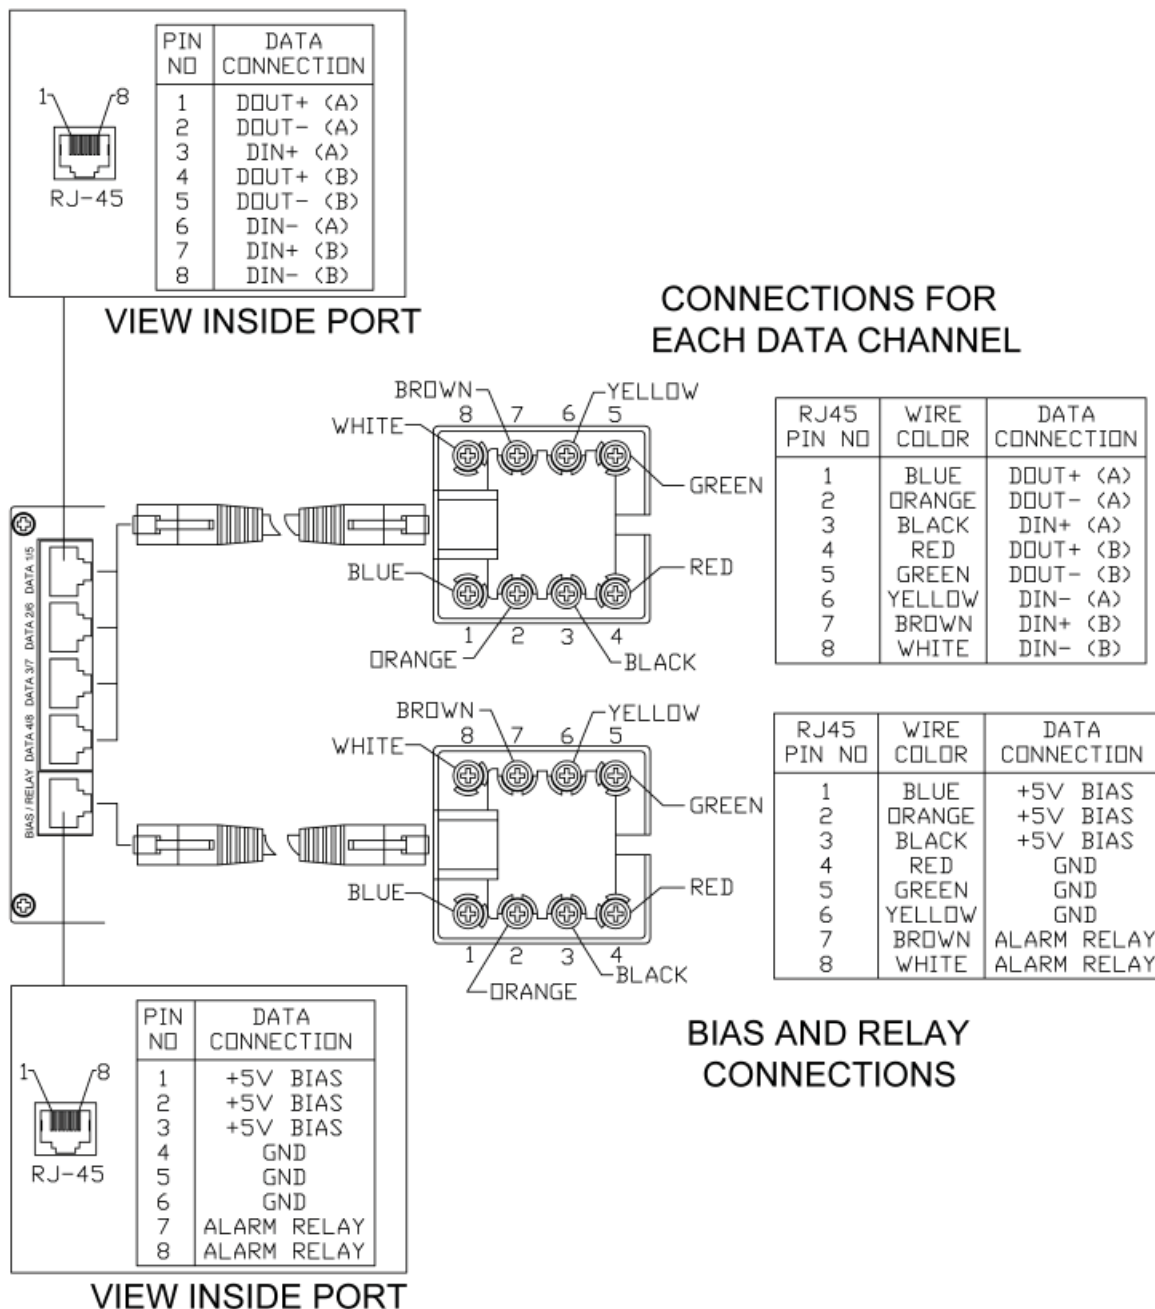 PIN NO DATA CONNECTION
1 DOUT+ (A)
2 DOUT- (A)
3 DIN+ (A)
4 DOUT+ (B)
5 DOUT- (B)
6 DIN- (A)
7 DIN+ (B)
8 DIN- (B)
1 8
RJ-45
VIEW INSIDE PORT
CONNECTIONS FOR
EACH DATA CHANNEL
BROWN YELLOW
8 7 6 5
WHITE
GREEN
BLUE
RED
1 2 3 4
ORANGE
BLACK
RJ45 PIN NO WIRE COLOR DATA CONNECTION
1 BLUE DOUT+ (A)
2 ORANGE DOUT- (A)
3 BLACK DIN+ (A)
4 RED DOUT+ (B)
5 GREEN DOUT- (B)
6 YELLOW DIN- (A)
7 BROWN DIN+ (B)
8 WHITE DIN- (B)
DATA 1/5
DATA 2/6
DATA 3/7
DATA 4/8
BIAS / RELAY
BROWN YELLOW
8 7 6 5
WHITE
GREEN
BLUE
RED
1 2 3 4
BLACK
ORANGE
RJ45 PIN NO WIRE COLOR DATA CONNECTION
1 BLUE +5V BIAS
2 ORANGE +5V BIAS
3 BLACK +5V BIAS
4 RED GND
5 GREEN GND
6 YELLOW GND
7 BROWN ALARM RELAY
8 WHITE ALARM RELAY
BIAS AND RELAY
CONNECTIONS
PIN NO DATA CONNECTION
1 +5V BIAS
2 +5V BIAS
3 +5V BIAS
4 GND
5 GND
6 GND
7 ALARM RELAY
8 ALARM RELAY
1 8
RJ-45
VIEW INSIDE PORT